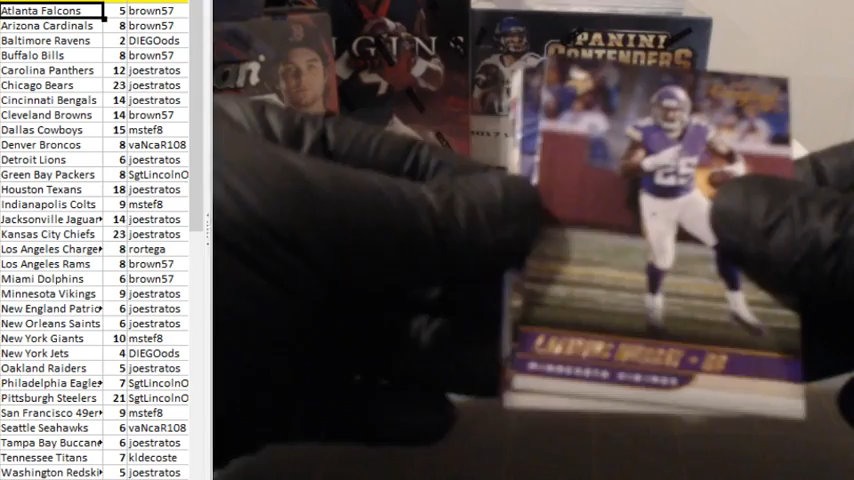 Atlanta Falcons 5 brown57
Arizona Cardinals 8 brown57
Baltimore Ravens 2 DIEGOods
Buffalo Bills 8 brown57
Carolina Panthers 12 joestratos
Chicago Bears 23 joestratos
Cincinnati Bengals 14 joestratos
Cleveland Browns 14 brown57
Dallas Cowboys 15 mstef8
Denver Broncos 8 vaNcaR108
Detroit Lions 6 joestratos
Green Bay Packers 8 SgtLincolnO
Houston Texans 18 joestratos
Indianapolis Colts 9 mstef8
Jacksonville Jaguar 14 joestratos
Kansas City Chiefs 23 joestratos
Los Angeles Charge 8 rortega
Los Angeles Rams 8 brown57
Miami Dolphins 6 brown57
Minnesota Vikings 9 joestratos
New England Patrio 6 joestratos
New Orleans Saints 6 joestratos
New York Giants 10 mstef8
New York Jets 4 DIEGOods
Oakland Raiders 5 joestratos
Philadelphia Eagle 7 SgtLincolnO
Pittsburgh Steelers 21 SgtLincolnO
San Francisco 49er 9 mstef8
Seattle Seahawks 6 vaNcaR108
Tampa Bay Buccan 6 joestratos
Tennessee Titans 7 kldecoste
Washington Redski 5 joestratos
PANINI
CONTENDERS
25
MINNESOTA VIKINGS